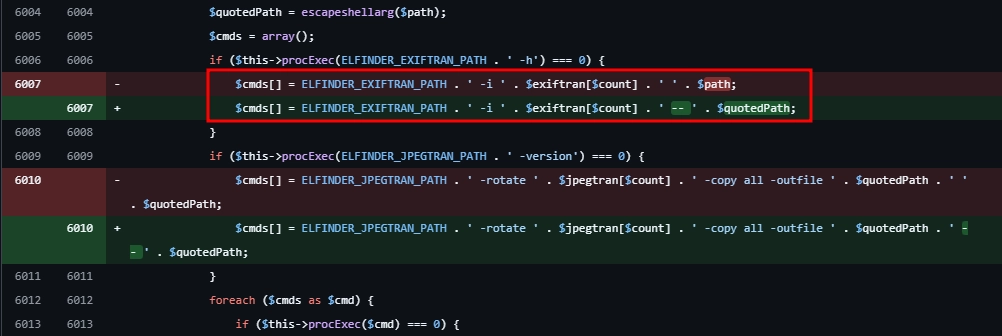 6004 6004 $quotedPath = escapeshellarg($path);
6005 6005 $cmds = array();
6006 6006 if ($this->procExec(ELFINDER_EXIFTRAN_PATH . ' -h') === 0) {
6007 - $cmds[] = ELFINDER_EXIFTRAN_PATH . ' -i ' . $exiftran[$count] . ' ' . $path;
6007 + $cmds[] = ELFINDER_EXIFTRAN_PATH . ' -i ' . $exiftran[$count] . ' -- ' . $quotedPath;
6008 6008 }
6009 6009 if ($this->procExec(ELFINDER_JPEGTRAN_PATH . ' -version') === 0) {
6010 - $cmds[] = ELFINDER_JPEGTRAN_PATH . ' -rotate ' . $jpegtran[$count] . ' -copy all -outfile ' . $quotedPath . ' '
. $quotedPath;
6010 + $cmds[] = ELFINDER_JPEGTRAN_PATH . ' -rotate ' . $jpegtran[$count] . ' -copy all -outfile ' . $quotedPath . ' -
- ' . $quotedPath;
6011 6011 }
6012 6012 foreach ($cmds as $cmd) {
6013 6013 if ($this->procExec($cmd) === 0) {